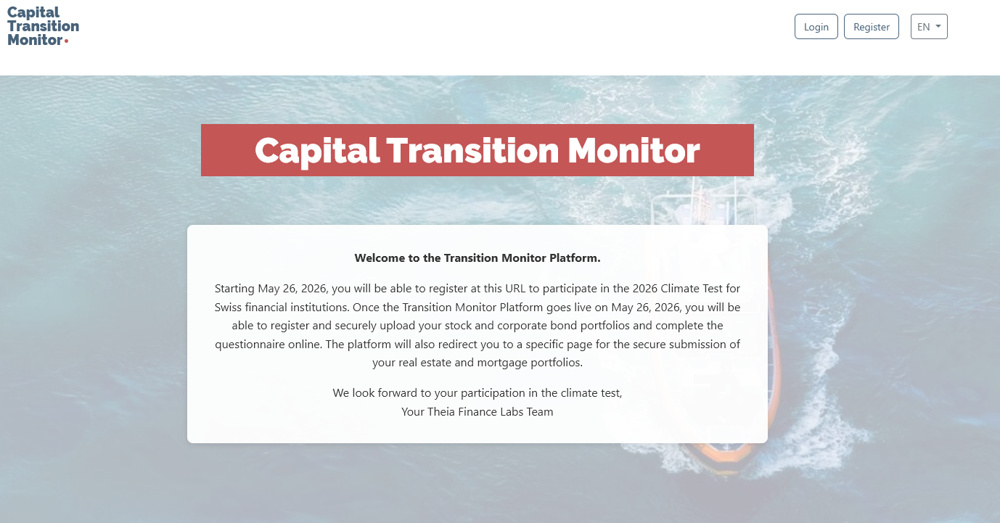 Capital
Transition
Monitor
Login
Register
EN
Capital Transition Monitor
Welcome to the Transition Monitor Platform.
Starting May 26, 2026, you will be able to register at this URL to participate in the 2026 Climate Test for
Swiss financial institutions. Once the Transition Monitor Platform goes live on May 26, 2026, you will be
able to register and securely upload your stock and corporate bond portfolios and complete the
questionnaire online. The platform will also redirect you to a specific page for the secure submission of
your real estate and mortgage portfolios.
We look forward to your participation in the climate test,
Your Theia Finance Labs Team